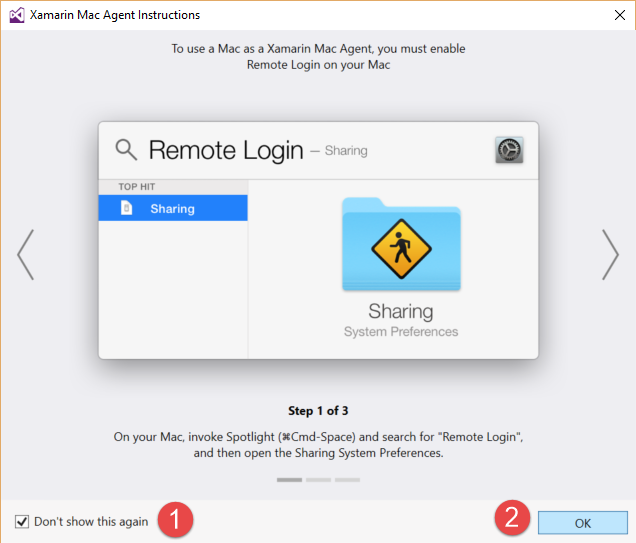 Xamarin Mac Agent Instructions
To use a Mac as a Xamarin Mac Agent, you must enable
Remote Login on your Mac
Remote Login — Sharing
TOP HIT
Sharing
Sharing
System Preferences
Step 1 of 3
On your Mac, invoke Spotlight (⌘Cmd-Space) and search for "Remote Login",
and then open the Sharing System Preferences.
Don't show this again 1 2 OK